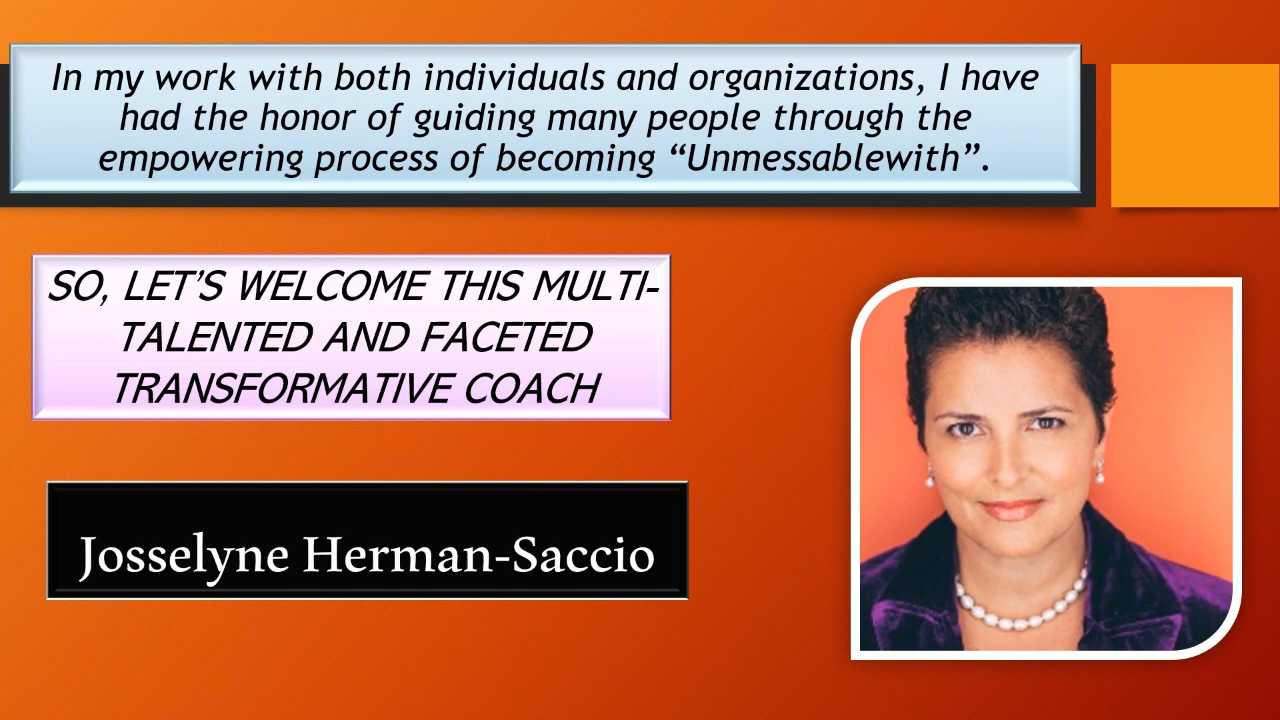 In my work with both individuals and organizations, I have
had the honor of guiding many people through the
empowering process of becoming “Unmessablewith”.
SO, LET’S WELCOME THIS MULTI-
TALENTED AND FACETED
TRANSFORMATIVE COACH
Josselyne Herman-Saccio